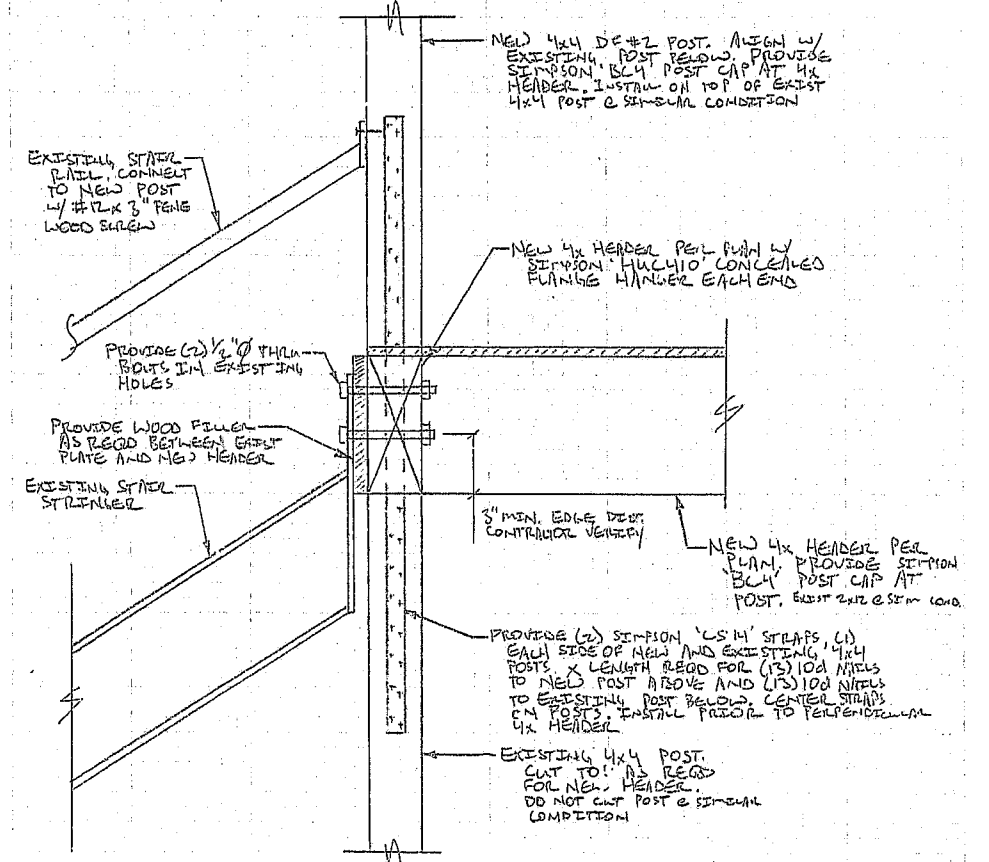 NEW 4x4 DF #2 POST. ALIGN W/
EXISTING POST BELOW. PROVIDE
SIMPSON 'BC4' POST CAP AT 4x
HEADER. INSTALL ON TOP OF EXIST
4x4 POST @ SIMILAR CONDITION
EXISTING STAIR
RAIL. CONNECT
TO NEW POST
W/ #12 x 3"
WOOD SCREW
NEW 4x HEADER PER PLAN W/
SIMPSON 'HUC410' CONCEALED
FLANGE HANGER EACH END
PROVIDE (2) 1/2"Ø THRU
BOLTS IN EXISTING
HOLES
PROVIDE WOOD FILLER
AS REQD BETWEEN EXIST
PLATE AND NEW HEADER
EXISTING STAIR
STRINGER
3" MIN. EDGE DIST.
CONTRACTOR VERIFY
NEW 4x HEADER PER
PLAN. PROVIDE SIMPSON
'BC4' POST CAP AT
POST. EXIST 2x12 @ SIM COND.
PROVIDE (2) SIMPSON 'CS14' STRAPS, (1)
EACH SIDE OF NEW AND EXISTING 4x4
POSTS x LENGTH REQD FOR (13) 10d NAILS
TO NEW POST ABOVE AND (13) 10d NAILS
TO EXISTING POST BELOW. CENTER STRAPS
ON POSTS. INSTALL PRIOR TO PERPENDICULAR
4x HEADER
EXISTING 4x4 POST.
CUT TOP AS REQD
FOR NEW HEADER.
DO NOT CUT POST @ SIMILAR
CONDITION